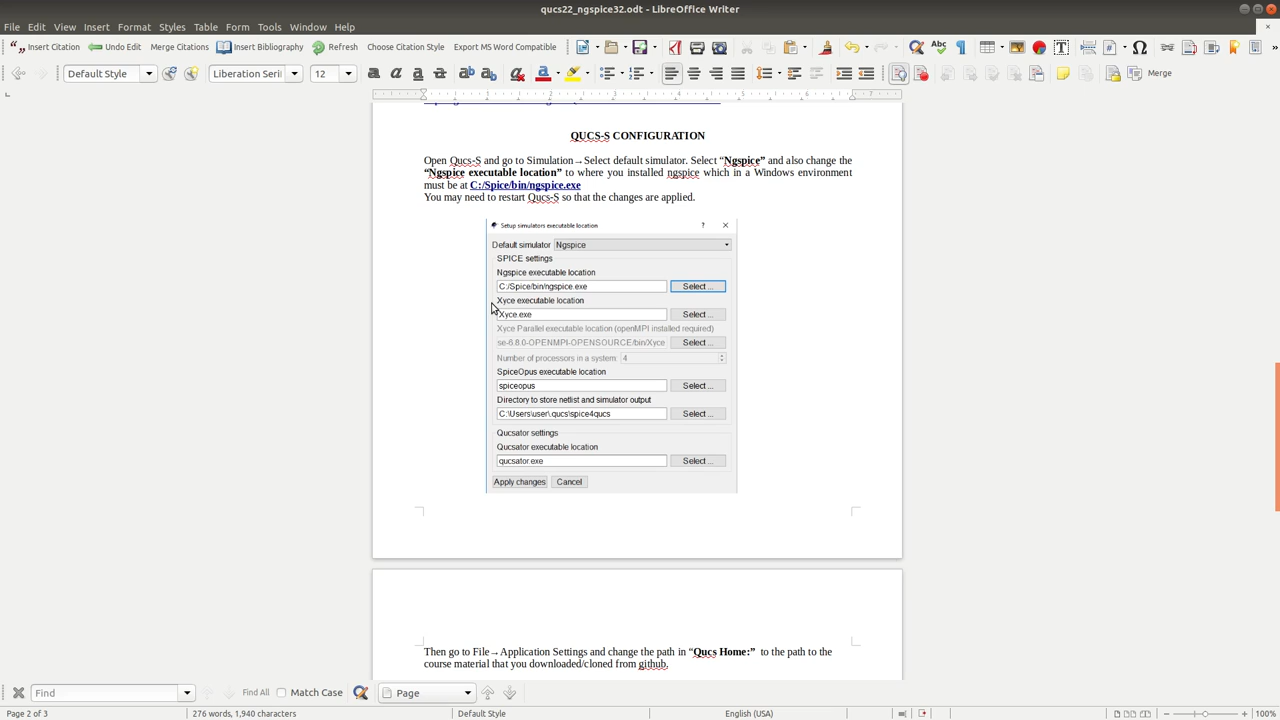 qucs22_ngspice32.odt - LibreOffice Writer
File Edit View Insert Format Styles Table Form Tools Window Help
Insert Citation Undo Edit Merge Citations Insert Bibliography Refresh Choose Citation Style Export MS Word Compatible
Default Style Liberation Seri 12 Merge
1 2 3 4 5 6 7
QUCS-S CONFIGURATION
Open Qucs-S and go to Simulation→Select default simulator. Select “Ngspice” and also change the
“Ngspice executable location” to where you installed ngspice which in a Windows environment
must be at C:/Spice/bin/ngspice.exe
You may need to restart Qucs-S so that the changes are applied.
Setup simulators executable location ? ×
Default simulator Ngspice
SPICE settings
Ngspice executable location
C:/Spice/bin/ngspice.exe Select ...
Xyce executable location
Xyce.exe Select ...
Xyce Parallel executable location (openMPI installed required)
se-6.8.0-OPENMPI-OPENSOURCE/bin/Xyce Select ...
Number of processors in a system: 4
SpiceOpus executable location
spiceopus Select ...
Directory to store netlist and simulator output
C:\Users\user\.qucs\spice4qucs Select ...
Qucsator settings
Qucsator executable location
qucsator.exe Select ...
Apply changes Cancel
Then go to File→Application Settings and change the path in “Qucs Home:” to the path to the
course material that you downloaded/cloned from github.
Find Find All Match Case Page
Page 2 of 3 276 words, 1,940 characters Default Style English (USA) 100%